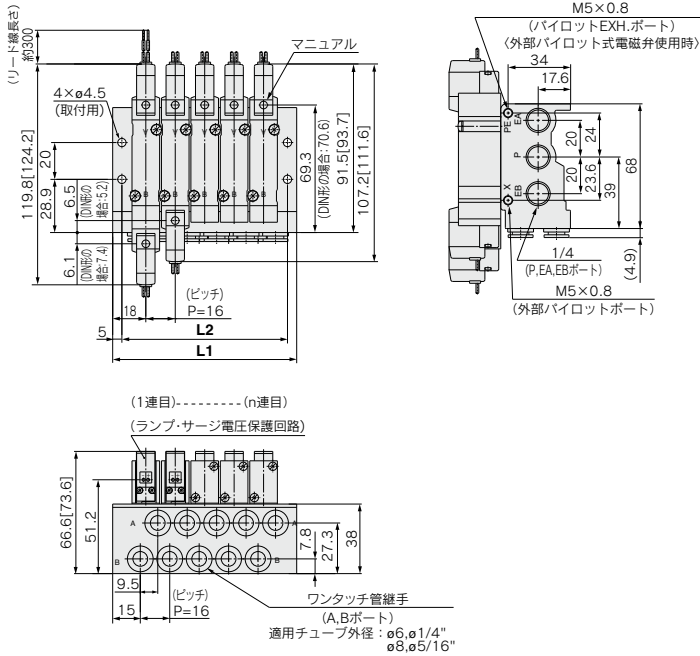 (リード線長さ)
約300
マニュアル
4×ø4.5
(取付用)
119.8[124.2]
20
28.9
6.5
(DIN形の
場合:5.2)
6.1
(DIN形の
場合:7.4)
69.3
(DIN形の場合:70.6)
91.5[93.7]
107.2[111.6]
(ピッチ)
P=16
18
5
L2
L1
M5×0.8
(パイロットEXH.ポート)
〈外部パイロット式電磁弁使用時〉
34
17.6
PE
EA
P
X
EB
20
20
24
23.6
39
68
(4.9)
1/4
(P,EA,EBポート)
M5×0.8
(外部パイロットポート)
(1連目)---------(n連目)
(ランプ・サージ電圧保護回路)
66.6[73.6]
51.2
A
A
B
B
7.8
27.3
38
9.5
(ピッチ)
15
P=16
ワンタッチ管継手
(A,Bポート)
適用チューブ外径：ø6,ø1/4"
ø8,ø5/16"